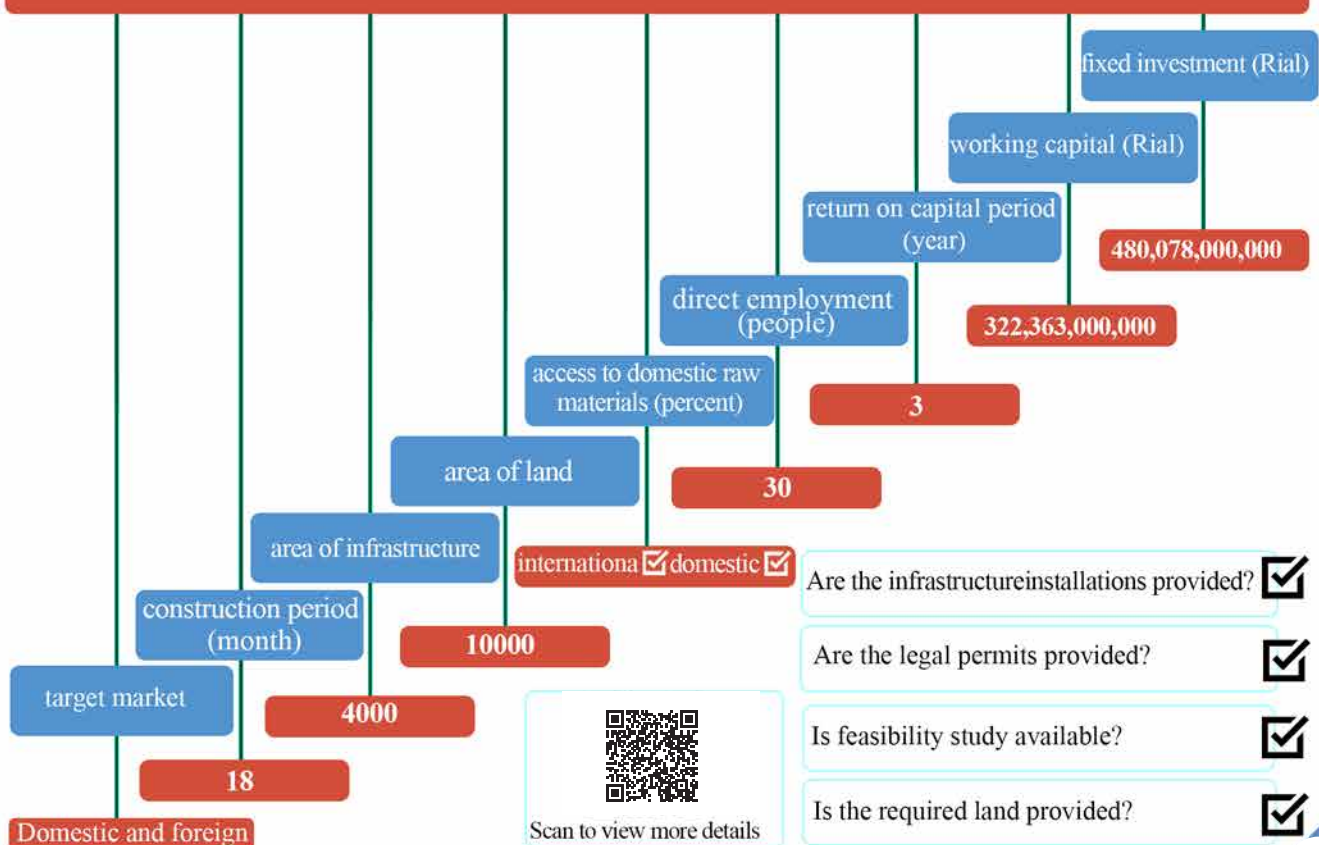 fixed investment (Rial)
480,078,000,000
working capital (Rial)
322,363,000,000
return on capital period
(year)
3
direct employment
(people)
30
access to domestic raw
materials (percent)
internationa ☑ domestic ☑
area of land
10000
area of infrastructure
4000
construction period
(month)
18
target market
Domestic and foreign
Scan to view more details
Are the infrastructureinstallations provided? ☑
Are the legal permits provided? ☑
Is feasibility study available? ☑
Is the required land provided? ☑